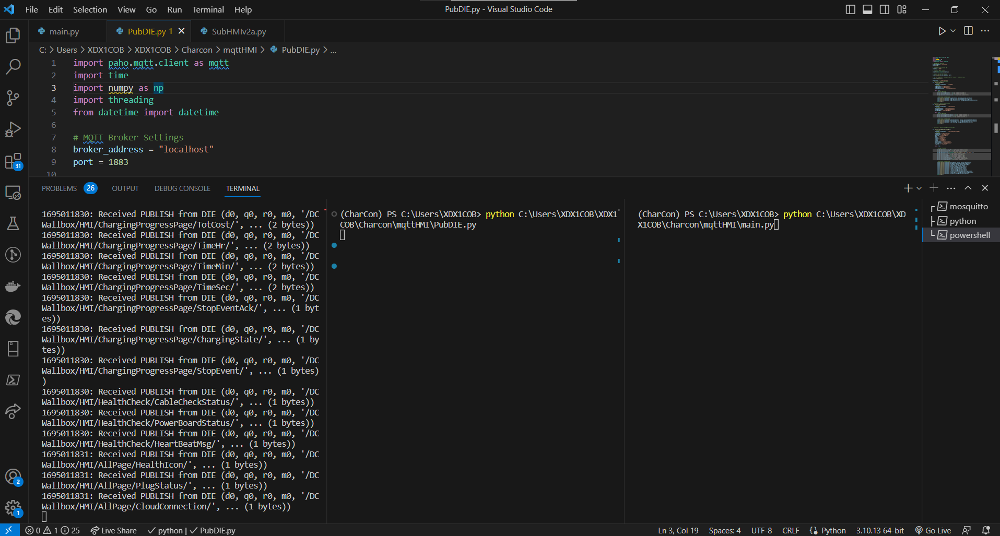 File Edit Selection View Go Run Terminal Help
PubDIE.py - Visual Studio Code
main.py
PubDIE.py 1
SubHMIv2a.py
C: > Users > XDX1COB > XDX1COB > Charcon > mqttHMI > PubDIE.py > ...
1 import paho.mqtt.client as mqtt
2 import time
3 import numpy as np
4 import threading
5 from datetime import datetime
6
7 # MQTT Broker Settings
8 broker_address = "localhost"
9 port = 1883
10
31
2
1
PROBLEMS 26 OUTPUT DEBUG CONSOLE TERMINAL
1695011830: Received PUBLISH from DIE (d0, q0, r0, m0, '/DC
Wallbox/HMI/ChargingProgressPage/TotCost/', ... (2 bytes))
1695011830: Received PUBLISH from DIE (d0, q0, r0, m0, '/DC
Wallbox/HMI/ChargingProgressPage/TimeHr/', ... (2 bytes))
1695011830: Received PUBLISH from DIE (d0, q0, r0, m0, '/DC
Wallbox/HMI/ChargingProgressPage/TimeMin/', ... (2 bytes))
1695011830: Received PUBLISH from DIE (d0, q0, r0, m0, '/DC
Wallbox/HMI/ChargingProgressPage/TimeSec/', ... (2 bytes))
1695011830: Received PUBLISH from DIE (d0, q0, r0, m0, '/DC
Wallbox/HMI/ChargingProgressPage/StopEventAck/', ... (1 byt
es))
1695011830: Received PUBLISH from DIE (d0, q0, r0, m0, '/DC
Wallbox/HMI/ChargingProgressPage/ChargingState/', ... (1 by
tes))
1695011830: Received PUBLISH from DIE (d0, q0, r0, m0, '/DC
Wallbox/HMI/ChargingProgressPage/StopEvent/', ... (1 bytes)
)
1695011830: Received PUBLISH from DIE (d0, q0, r0, m0, '/DC
Wallbox/HMI/HealthCheck/CableCheckStatus/', ... (1 bytes))
1695011830: Received PUBLISH from DIE (d0, q0, r0, m0, '/DC
Wallbox/HMI/HealthCheck/PowerBoardStatus/', ... (1 bytes))
1695011830: Received PUBLISH from DIE (d0, q0, r0, m0, '/DC
Wallbox/HMI/HealthCheck/HeartBeatMsg/', ... (1 bytes))
1695011831: Received PUBLISH from DIE (d0, q0, r0, m0, '/DC
Wallbox/HMI/AllPage/HealthIcon/', ... (1 bytes))
1695011831: Received PUBLISH from DIE (d0, q0, r0, m0, '/DC
Wallbox/HMI/AllPage/PlugStatus/', ... (1 bytes))
1695011831: Received PUBLISH from DIE (d0, q0, r0, m0, '/DC
Wallbox/HMI/AllPage/CloudConnection/', ... (1 bytes))
(CharCon) PS C:\Users\XDX1COB> python C:\Users\XDX1COB\XDX1
COB\Charcon\mqttHMI\PubDIE.py
(CharCon) PS C:\Users\XDX1COB> python C:\Users\XDX1COB\XD
X1COB\Charcon\mqttHMI\main.py
mosquitto
python
powershell
0 1 25 Live Share python | PubDIE.py
Ln 3, Col 19 Spaces: 4 UTF-8 CRLF Python 3.10.13 64-bit Go Live